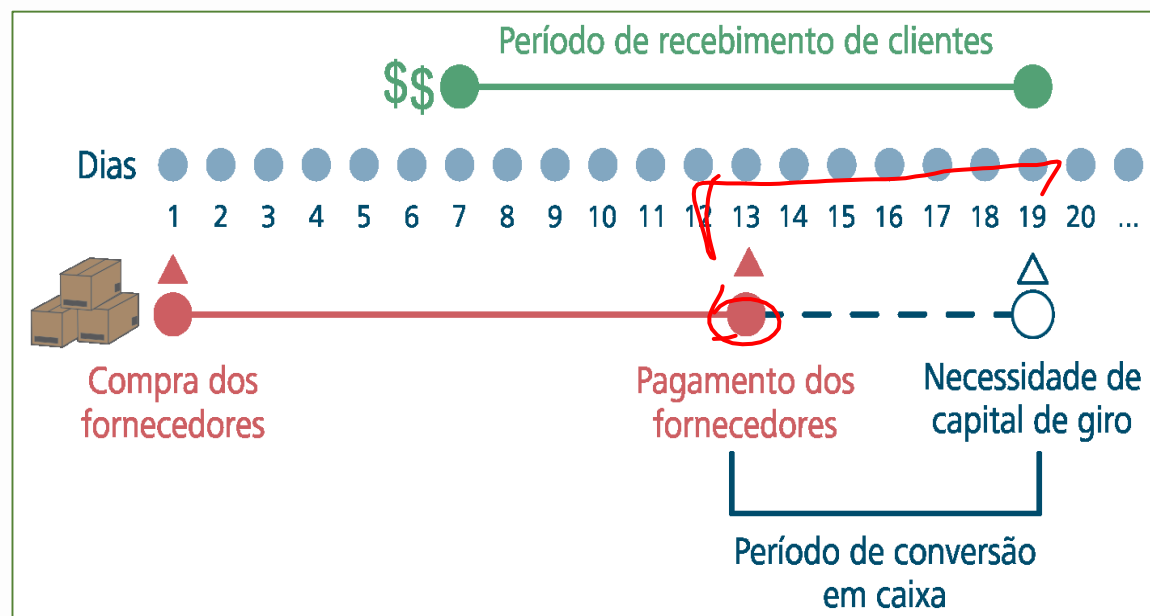 Período de recebimento de clientes
$$
Dias
1 2 3 4 5 6 7 8 9 10 11 12 13 14 15 16 17 18 19 20 ...
Compra dos
fornecedores
Pagamento dos
fornecedores
Necessidade de
capital de giro
Período de conversão
em caixa